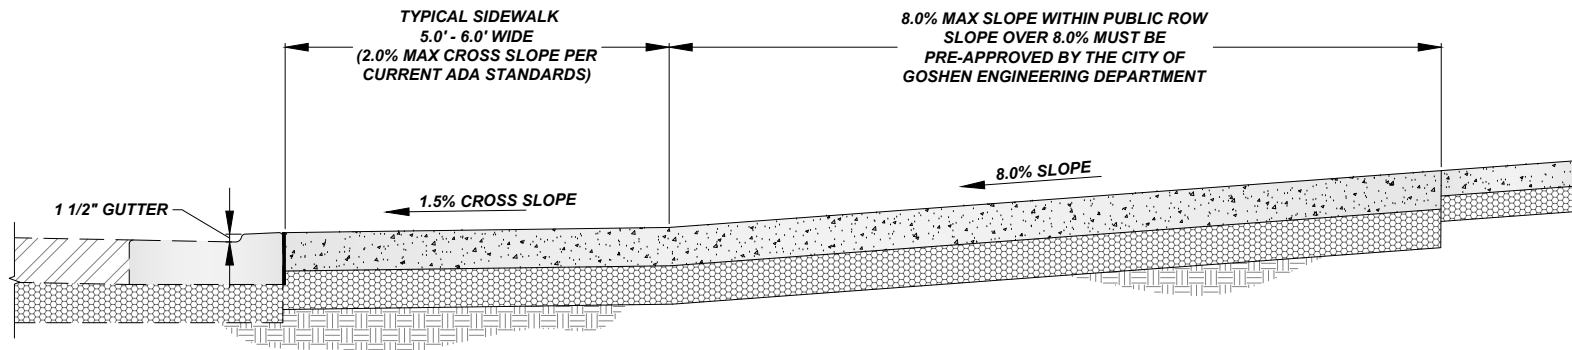 TYPICAL SIDEWALK
5.0' - 6.0' WIDE
(2.0% MAX CROSS SLOPE PER
CURRENT ADA STANDARDS)
8.0% MAX SLOPE WITHIN PUBLIC ROW
SLOPE OVER 8.0% MUST BE
PRE-APPROVED BY THE CITY OF
GOSHEN ENGINEERING DEPARTMENT
8.0% SLOPE
1.5% CROSS SLOPE
1 1/2" GUTTER